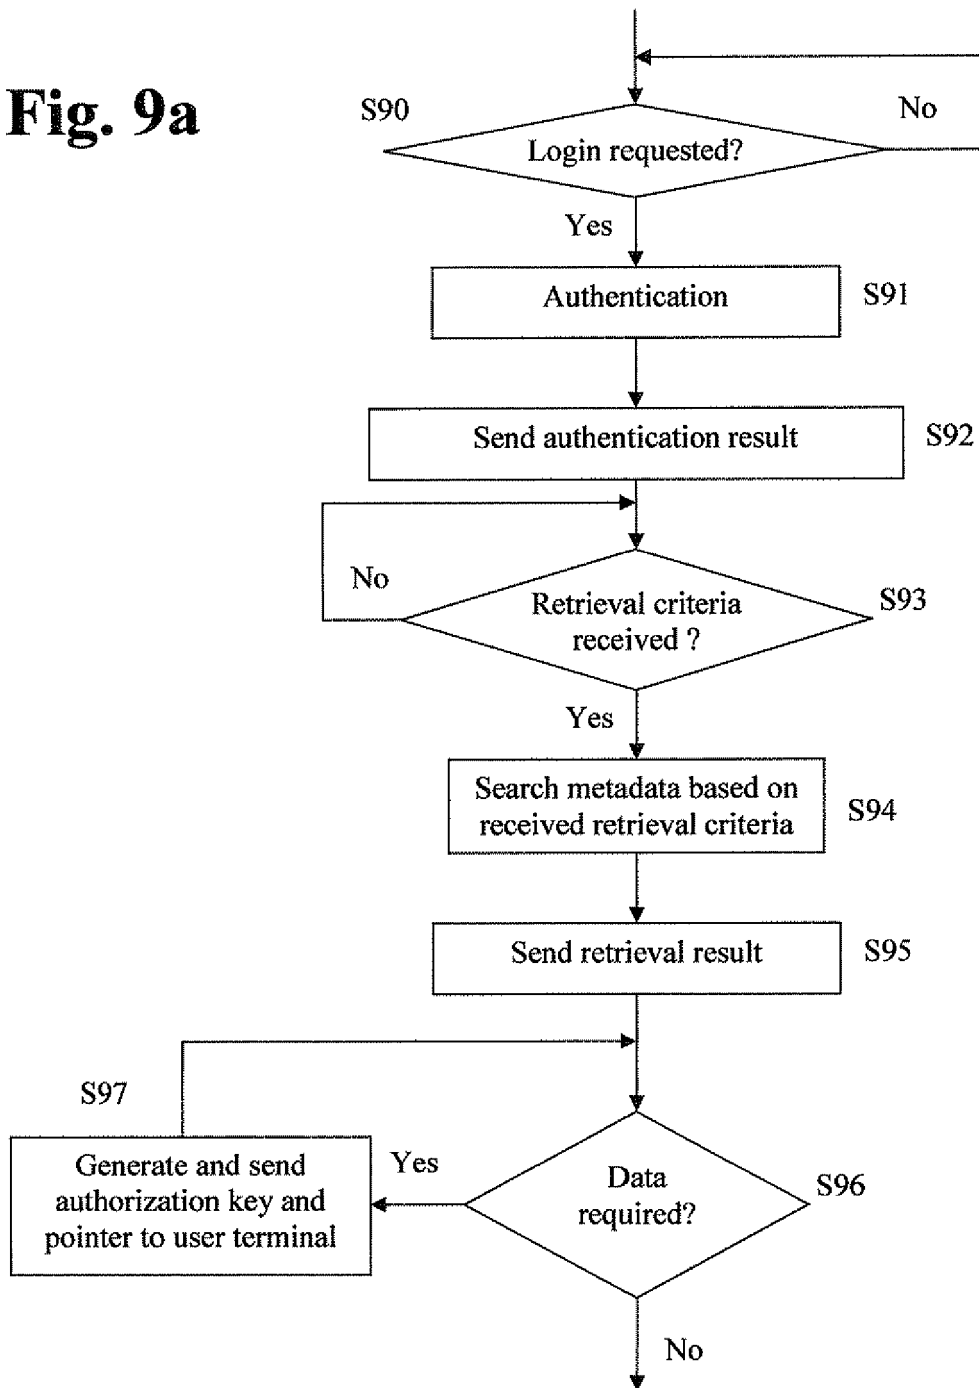 Fig. 9a
S90
No
Login requested?
Yes
Authentication
S91
Send authentication result
S92
No
Retrieval criteria
received ?
S93
Yes
Search metadata based on
received retrieval criteria
S94
Send retrieval result
S95
S97
Generate and send
authorization key and
pointer to user terminal
Yes
Data
required?
S96
No